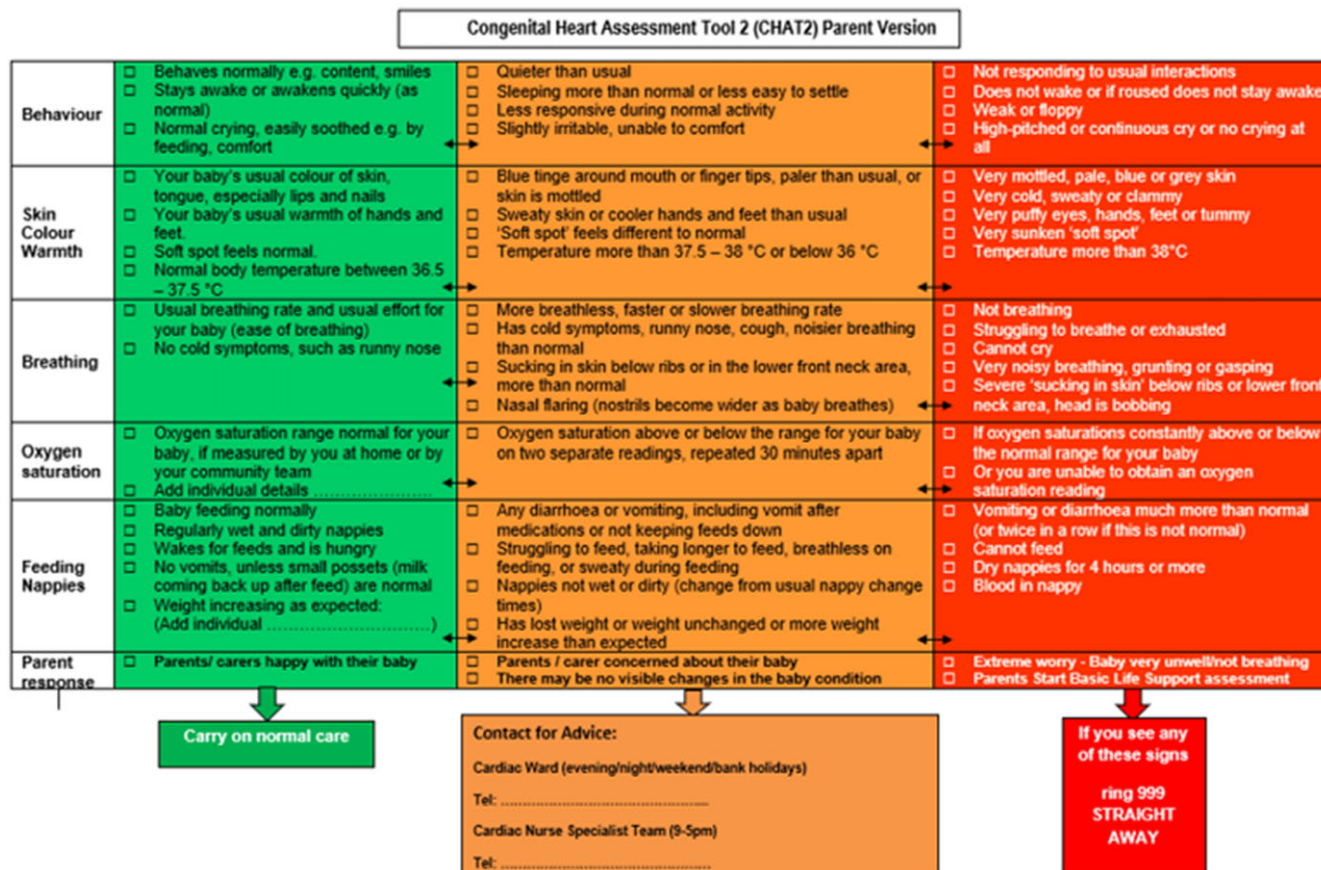 Congenital Heart Assessment Tool 2 (CHAT2) Parent Version
Behaviour
☐ Behaves normally e.g. content, smiles
☐ Stays awake or awakens quickly (as
normal)
☐ Normal crying, easily soothed e.g. by
feeding, comfort
☐ Quieter than usual
☐ Sleeping more than normal or less easy to settle
☐ Less responsive during normal activity
☐ Slightly irritable, unable to comfort
☐ Not responding to usual interactions
☐ Does not wake or if roused does not stay awake
☐ Weak or floppy
☐ High-pitched or continuous cry or no crying at
all
Skin
Colour
Warmth
☐ Your baby's usual colour of skin,
tongue, especially lips and nails
☐ Your baby's usual warmth of hands and
feet.
☐ Soft spot feels normal.
☐ Normal body temperature between 36.5
– 37.5 °C
☐ Blue tinge around mouth or finger tips, paler than usual, or
skin is mottled
☐ Sweaty skin or cooler hands and feet than usual
☐ 'Soft spot' feels different to normal
☐ Temperature more than 37.5 – 38 °C or below 36 °C
☐ Very mottled, pale, blue or grey skin
☐ Very cold, sweaty or clammy
☐ Very puffy eyes, hands, feet or tummy
☐ Very sunken 'soft spot'
☐ Temperature more than 38°C
Breathing
☐ Usual breathing rate and usual effort for
your baby (ease of breathing)
☐ No cold symptoms, such as runny nose
☐ More breathless, faster or slower breathing rate
☐ Has cold symptoms, runny nose, cough, noisier breathing
than normal
☐ Sucking in skin below ribs or in the lower front neck area,
more than normal
☐ Nasal flaring (nostrils become wider as baby breathes)
☐ Not breathing
☐ Struggling to breathe or exhausted
☐ Cannot cry
☐ Very noisy breathing, grunting or gasping
☐ Severe 'sucking in skin' below ribs or lower front
neck area, head is bobbing
Oxygen
saturation
☐ Oxygen saturation range normal for your
baby, if measured by you at home or by
your community team
☐ Add individual details ........................
☐ Oxygen saturation above or below the range for your baby
on two separate readings, repeated 30 minutes apart
☐ If oxygen saturations constantly above or below
the normal range for your baby
☐ Or you are unable to obtain an oxygen
saturation reading
Feeding
Nappies
☐ Baby feeding normally
☐ Regularly wet and dirty nappies
☐ Wakes for feeds and is hungry
☐ No vomits, unless small possets (milk
coming back up after feed) are normal
☐ Weight increasing as expected:
(Add individual ................................)
☐ Any diarrhoea or vomiting, including vomit after
medications or not keeping feeds down
☐ Struggling to feed, taking longer to feed, breathless on
feeding, or sweaty during feeding
☐ Nappies not wet or dirty (change from usual nappy change
times)
☐ Has lost weight or weight unchanged or more weight
increase than expected
☐ Vomiting or diarrhoea much more than normal
(or twice in a row if this is not normal)
☐ Cannot feed
☐ Dry nappies for 4 hours or more
☐ Blood in nappy
Parent
response
☐ Parents/ carers happy with their baby
☐ Parents / carer concerned about their baby
☐ There may be no visible changes in the baby condition
☐ Extreme worry - Baby very unwell/not breathing
☐ Parents Start Basic Life Support assessment
Carry on normal care
Contact for Advice:
Cardiac Ward (evening/night/weekend/bank holidays)
Tel: ......................................................
Cardiac Nurse Specialist Team (9-5pm)
Tel: ......................................................
If you see any
of these signs
ring 999
STRAIGHT
AWAY